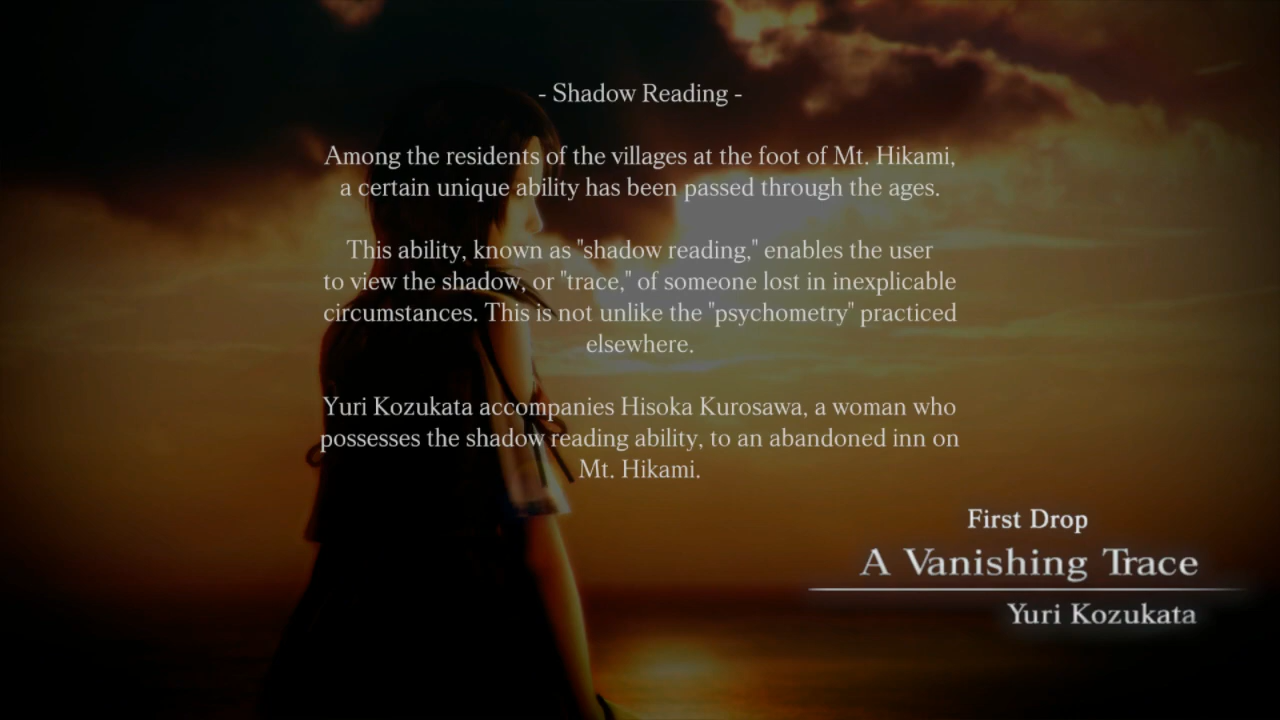 - Shadow Reading -
Among the residents of the villages at the foot of Mt. Hikami,
a certain unique ability has been passed through the ages.
This ability, known as "shadow reading," enables the user
to view the shadow, or "trace," of someone lost in inexplicable
circumstances. This is not unlike the "psychometry" practiced
elsewhere.
Yuri Kozukata accompanies Hisoka Kurosawa, a woman who
possesses the shadow reading ability, to an abandoned inn on
Mt. Hikami.
First Drop
A Vanishing Trace
Yuri Kozukata